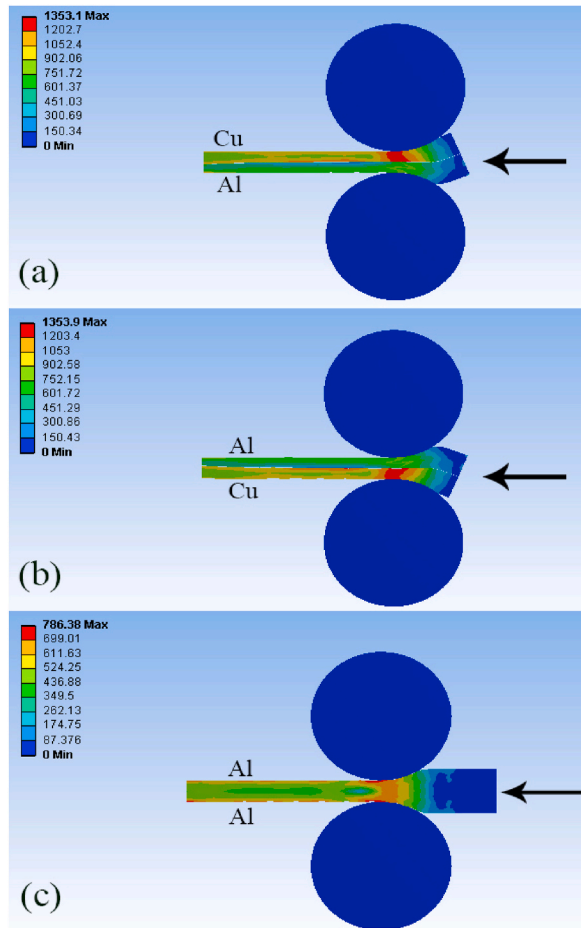 1353.1 Max
1202.7
1052.4
902.06
751.72
601.37
451.03
300.69
150.34
0 Min
Cu
Al
(a)
1353.9 Max
1203.4
1053
902.58
752.15
601.72
451.29
300.86
150.43
0 Min
Al
Cu
(b)
786.38 Max
699.01
611.63
524.25
436.88
349.5
262.13
174.75
87.376
0 Min
Al
Al
(c)